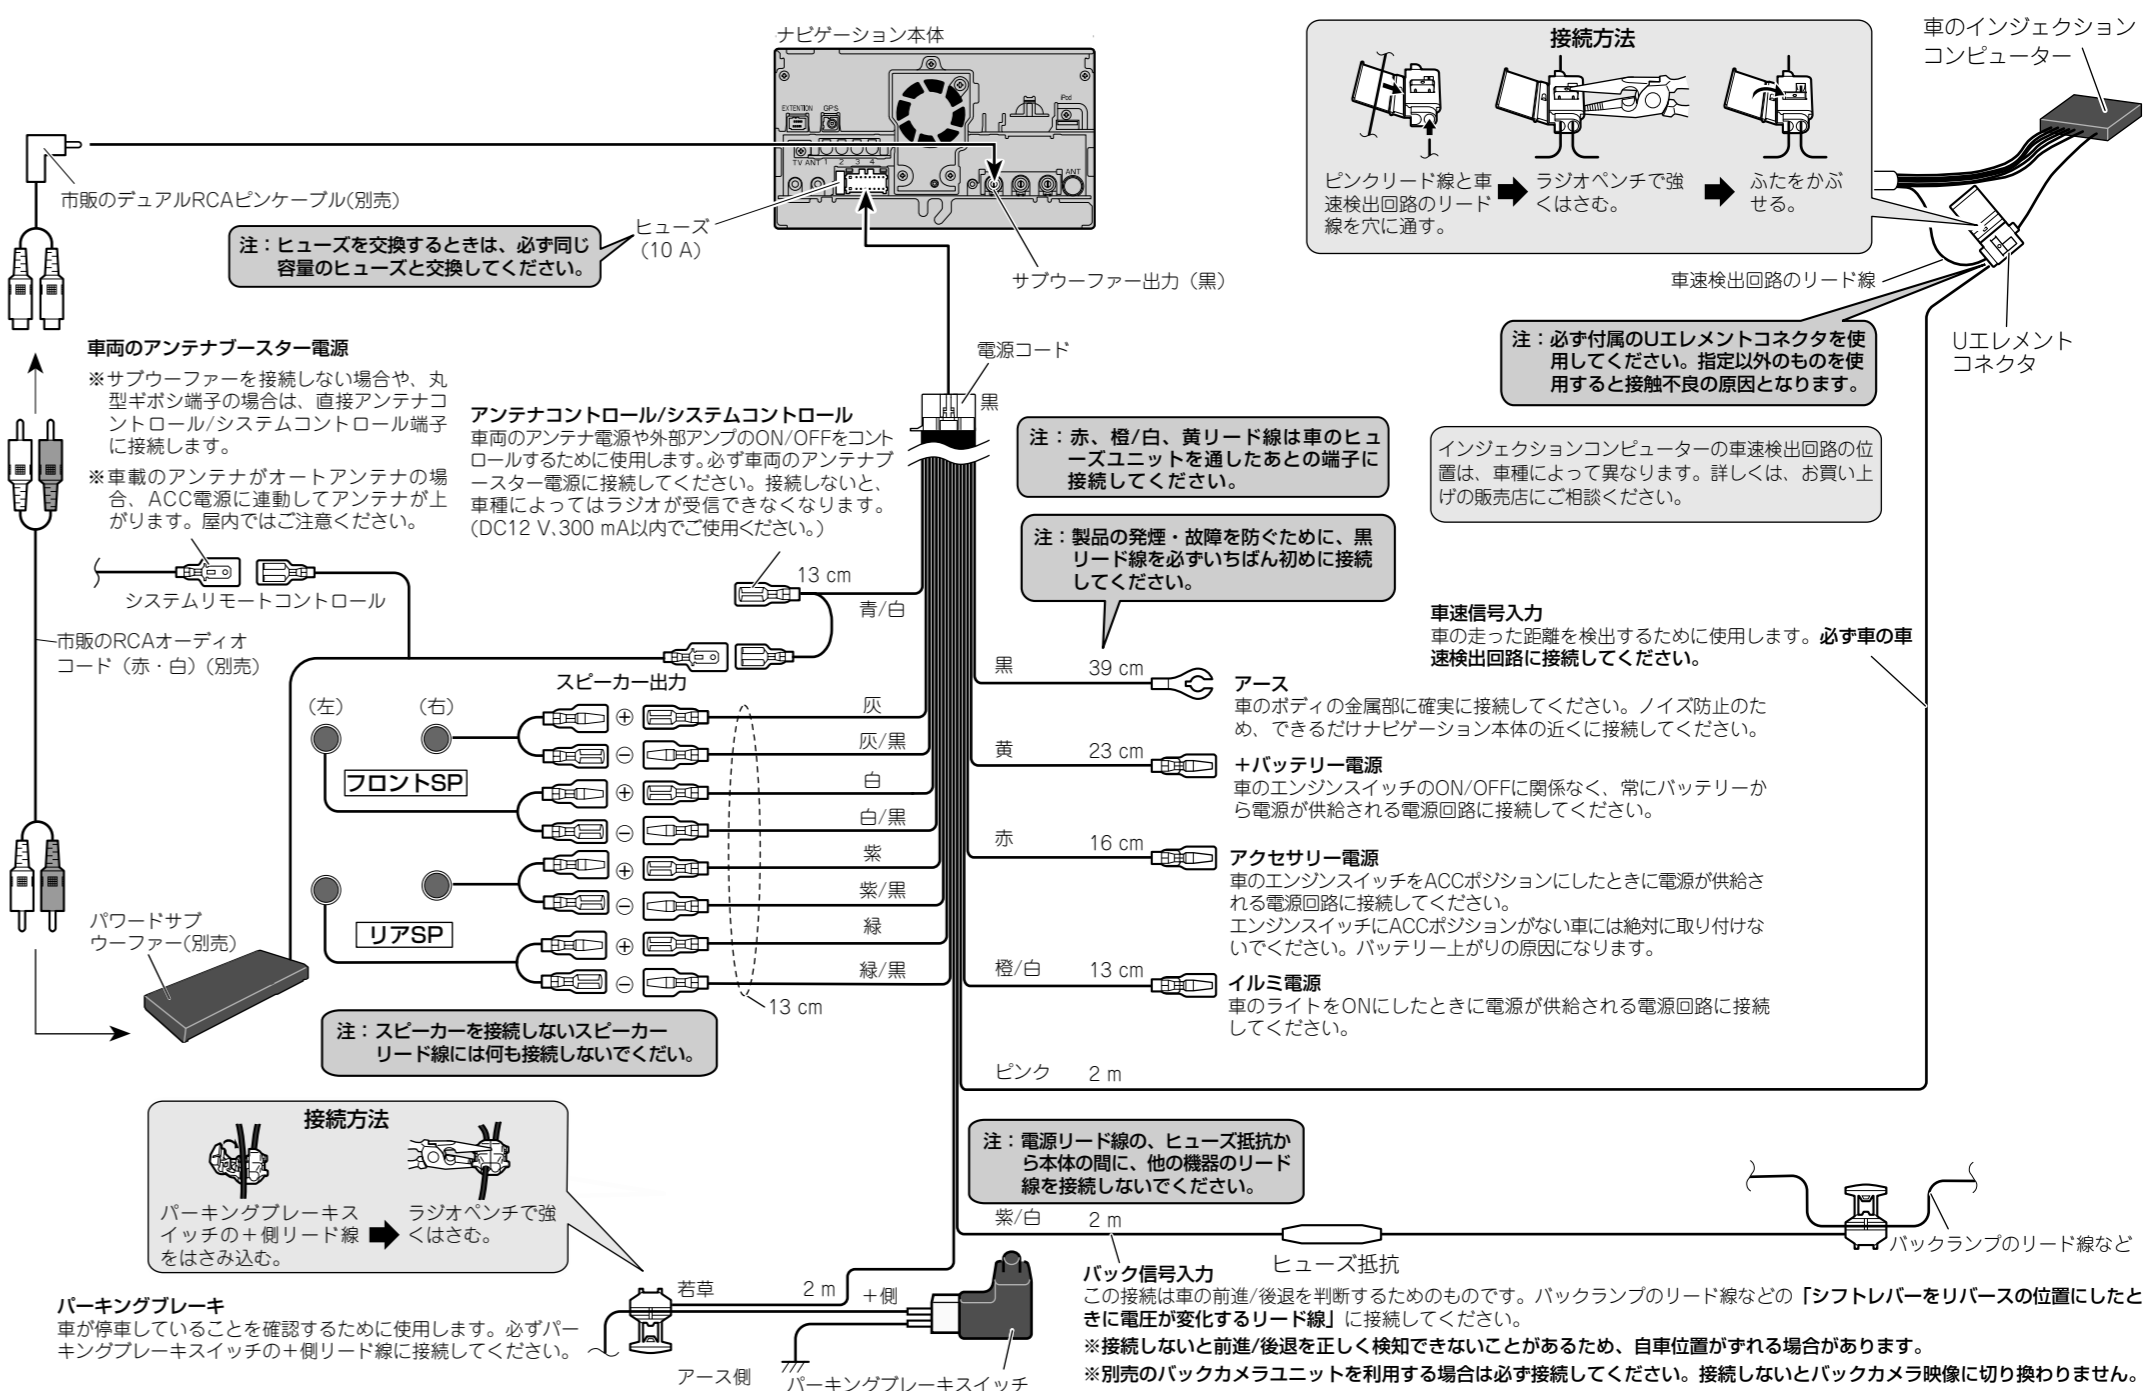 ナビゲーション本体
EXTENTION GPS
iPod
TV ANT 1 2 3 4
ANT
市販のデュアルRCAピンケーブル(別売)
注：ヒューズを交換するときは、必ず同じ
容量のヒューズと交換してください。
ヒューズ
(10 A)
サブウーファー出力（黒）
接続方法
ピンクリード線と車
速検出回路のリード
線を穴に通す。
ラジオペンチで強
くはさむ。
ふたをかぶ
せる。
車のインジェクション
コンピューター
車速検出回路のリード線
Uエレメント
コネクタ
注：必ず付属のUエレメントコネクタを使
用してください。指定以外のものを使
用すると接触不良の原因となります。
インジェクションコンピューターの車速検出回路の位
置は、車種によって異なります。詳しくは、お買い上
げの販売店にご相談ください。
車両のアンテナブースター電源
※サブウーファーを接続しない場合や、丸
型ギボシ端子の場合は、直接アンテナコ
ントロール/システムコントロール端子
に接続します。
※車載のアンテナがオートアンテナの場
合、ACC電源に連動してアンテナが上
がります。屋内ではご注意ください。
システムリモートコントロール
市販のRCAオーディオ
コード（赤・白）(別売)
アンテナコントロール/システムコントロール
車両のアンテナ電源や外部アンプのON/OFFをコント
ロールするために使用します。必ず車両のアンテナブ
ースター電源に接続してください。接続しないと、
車種によってはラジオが受信できなくなります。
(DC12 V、300 mA以内でご使用ください。)
13 cm
青/白
電源コード
黒
注：赤、橙/白、黄リード線は車のヒュ
ーズユニットを通したあとの端子に
接続してください。
注：製品の発煙・故障を防ぐために、黒
リード線を必ずいちばん初めに接続
してください。
スピーカー出力
(左)
(右)
フロントSP
リアSP
⊕ 灰
⊖ 灰/黒
⊕ 白
⊖ 白/黒
⊕ 紫
⊖ 紫/黒
⊕ 緑
⊖ 緑/黒
13 cm
パワードサブ
ウーファー(別売)
注：スピーカーを接続しないスピーカー
リード線には何も接続しないでくだい。
黒 39 cm
アース
車のボディの金属部に確実に接続してください。ノイズ防止のた
め、できるだけナビゲーション本体の近くに接続してください。
黄 23 cm
＋バッテリー電源
車のエンジンスイッチのON/OFFに関係なく、常にバッテリーか
ら電源が供給される電源回路に接続してください。
赤 16 cm
アクセサリー電源
車のエンジンスイッチをACCポジションにしたときに電源が供給さ
れる電源回路に接続してください。
エンジンスイッチにACCポジションがない車には絶対に取り付けな
いでください。バッテリー上がりの原因になります。
橙/白 13 cm
イルミ電源
車のライトをONにしたときに電源が供給される電源回路に接続
してください。
車速信号入力
車の走った距離を検出するために使用します。必ず車の車
速検出回路に接続してください。
ピンク 2 m
注：電源リード線の、ヒューズ抵抗か
ら本体の間に、他の機器のリード
線を接続しないでください。
紫/白 2 m
ヒューズ抵抗
バックランプのリード線など
バック信号入力
この接続は車の前進/後退を判断するためのものです。バックランプのリード線などの「シフトレバーをリバースの位置にしたと
きに電圧が変化するリード線」に接続してください。
※接続しないと前進/後退を正しく検知できないことがあるため、自車位置がずれる場合があります。
※別売のバックカメラユニットを利用する場合は必ず接続してください。接続しないとバックカメラ映像に切り換わりません。
接続方法
パーキングブレーキス
イッチの＋側リード線
をはさみ込む。
ラジオペンチで強
くはさむ。
パーキングブレーキ
車が停車していることを確認するために使用します。必ずパー
キングブレーキスイッチの＋側リード線に接続してください。
若草 2 m
＋側
アース側
パーキングブレーキスイッチ